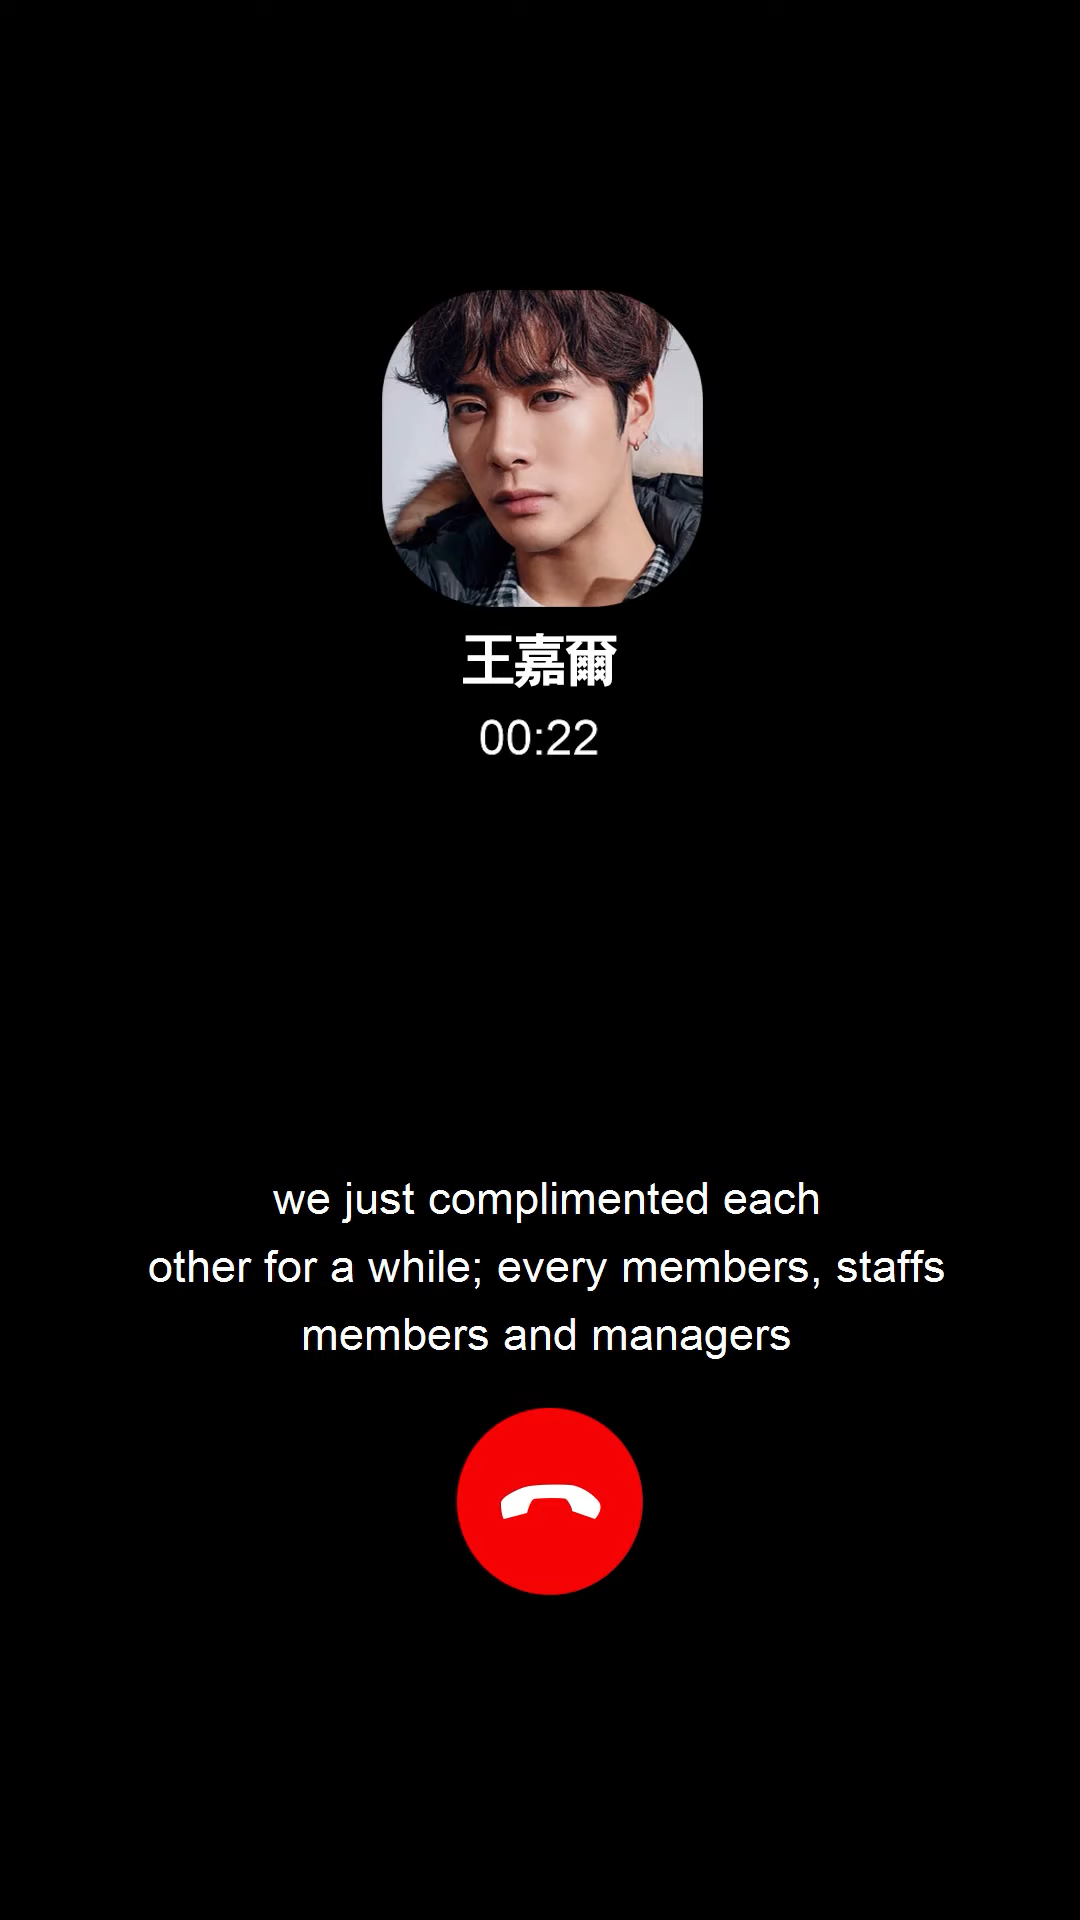 王嘉爾
00:22
we just complimented each
other for a while; every members, staffs
members and managers